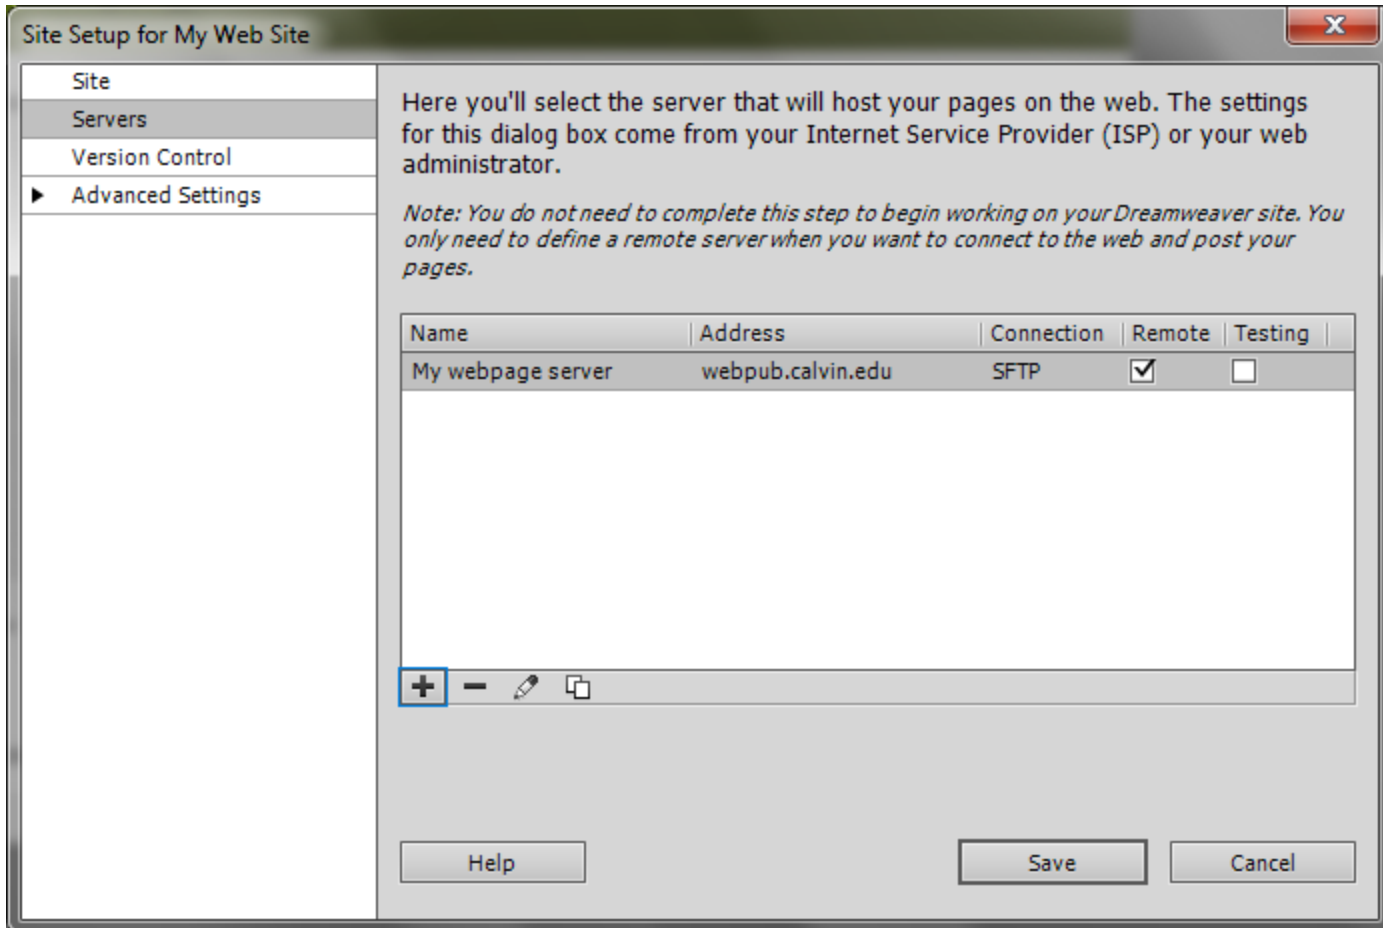 Site Setup for My Web Site
Site
Servers
Version Control
Advanced Settings
Here you'll select the server that will host your pages on the web. The settings
for this dialog box come from your Internet Service Provider (ISP) or your web
administrator.
Note: You do not need to complete this step to begin working on your Dreamweaver site. You
only need to define a remote server when you want to connect to the web and post your
pages.
Name Address Connection Remote Testing
My webpage server webpub.calvin.edu SFTP
Help Save Cancel